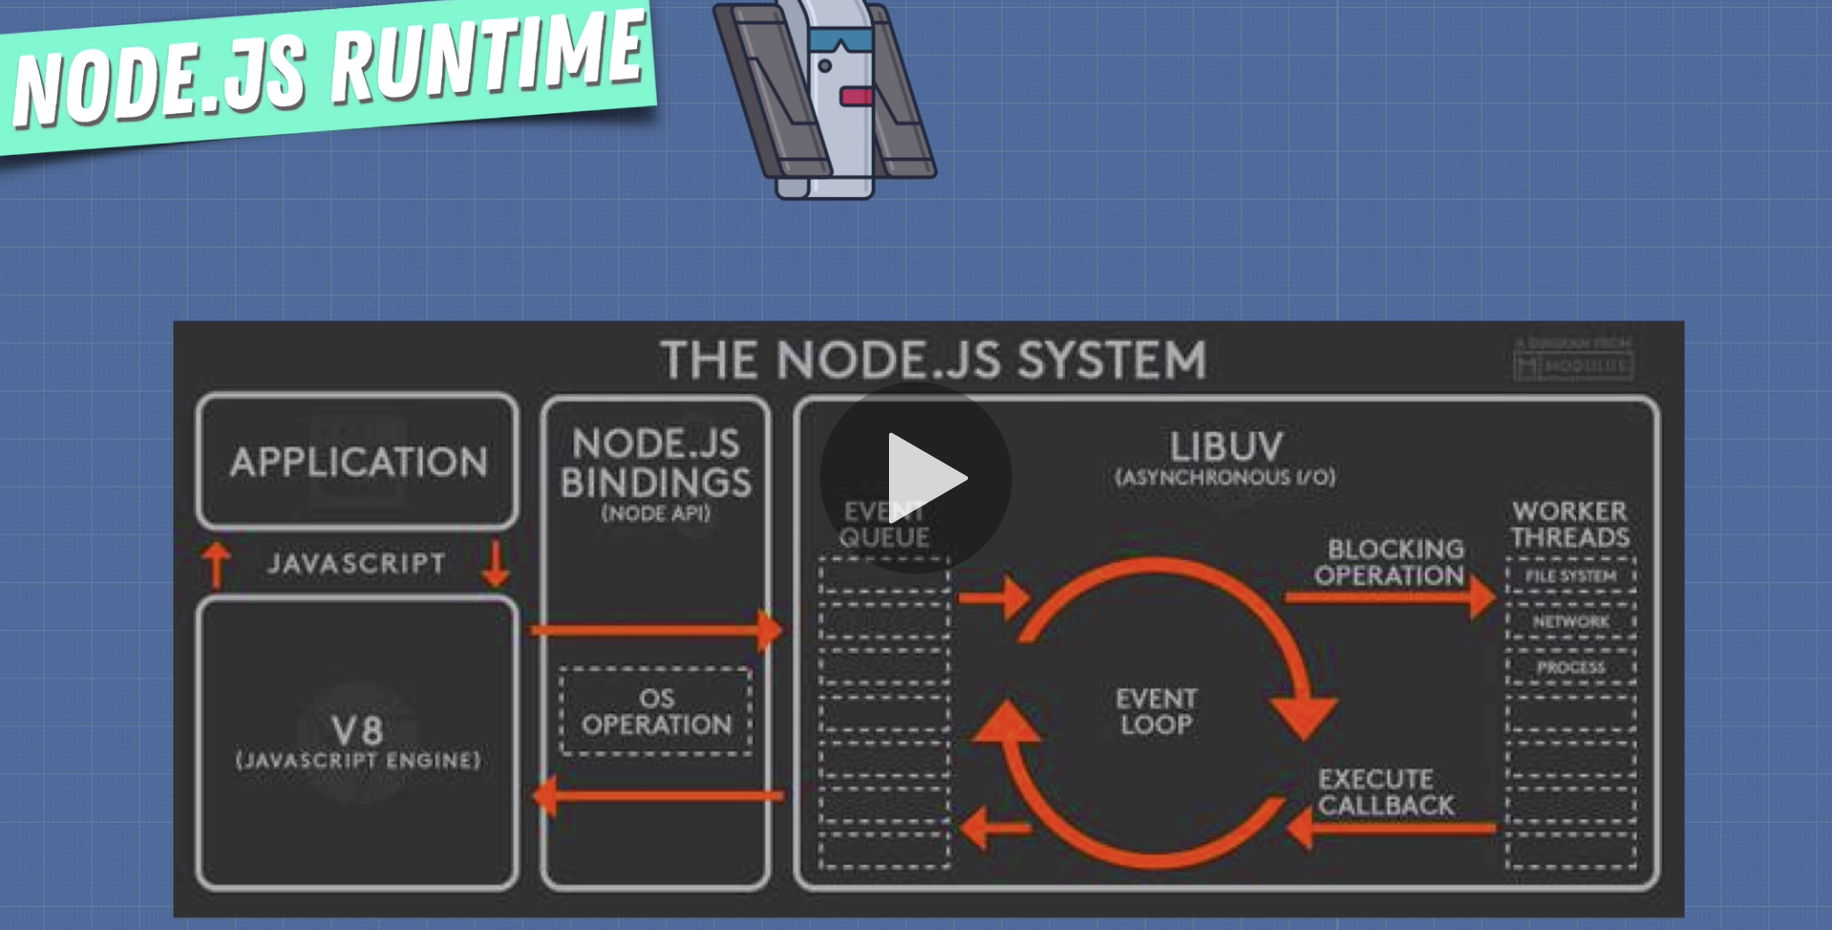 NODE.JS RUNTIME
THE NODE.JS SYSTEM
A DIAGRAM FROM
MODULUS
APPLICATION
JAVASCRIPT
V8
(JAVASCRIPT ENGINE)
NODE.JS
BINDINGS
(NODE API)
OS
OPERATION
LIBUV
(ASYNCHRONOUS I/O)
EVENT
QUEUE
EVENT
LOOP
BLOCKING
OPERATION
EXECUTE
CALLBACK
WORKER
THREADS
FILE SYSTEM
NETWORK
PROCESS